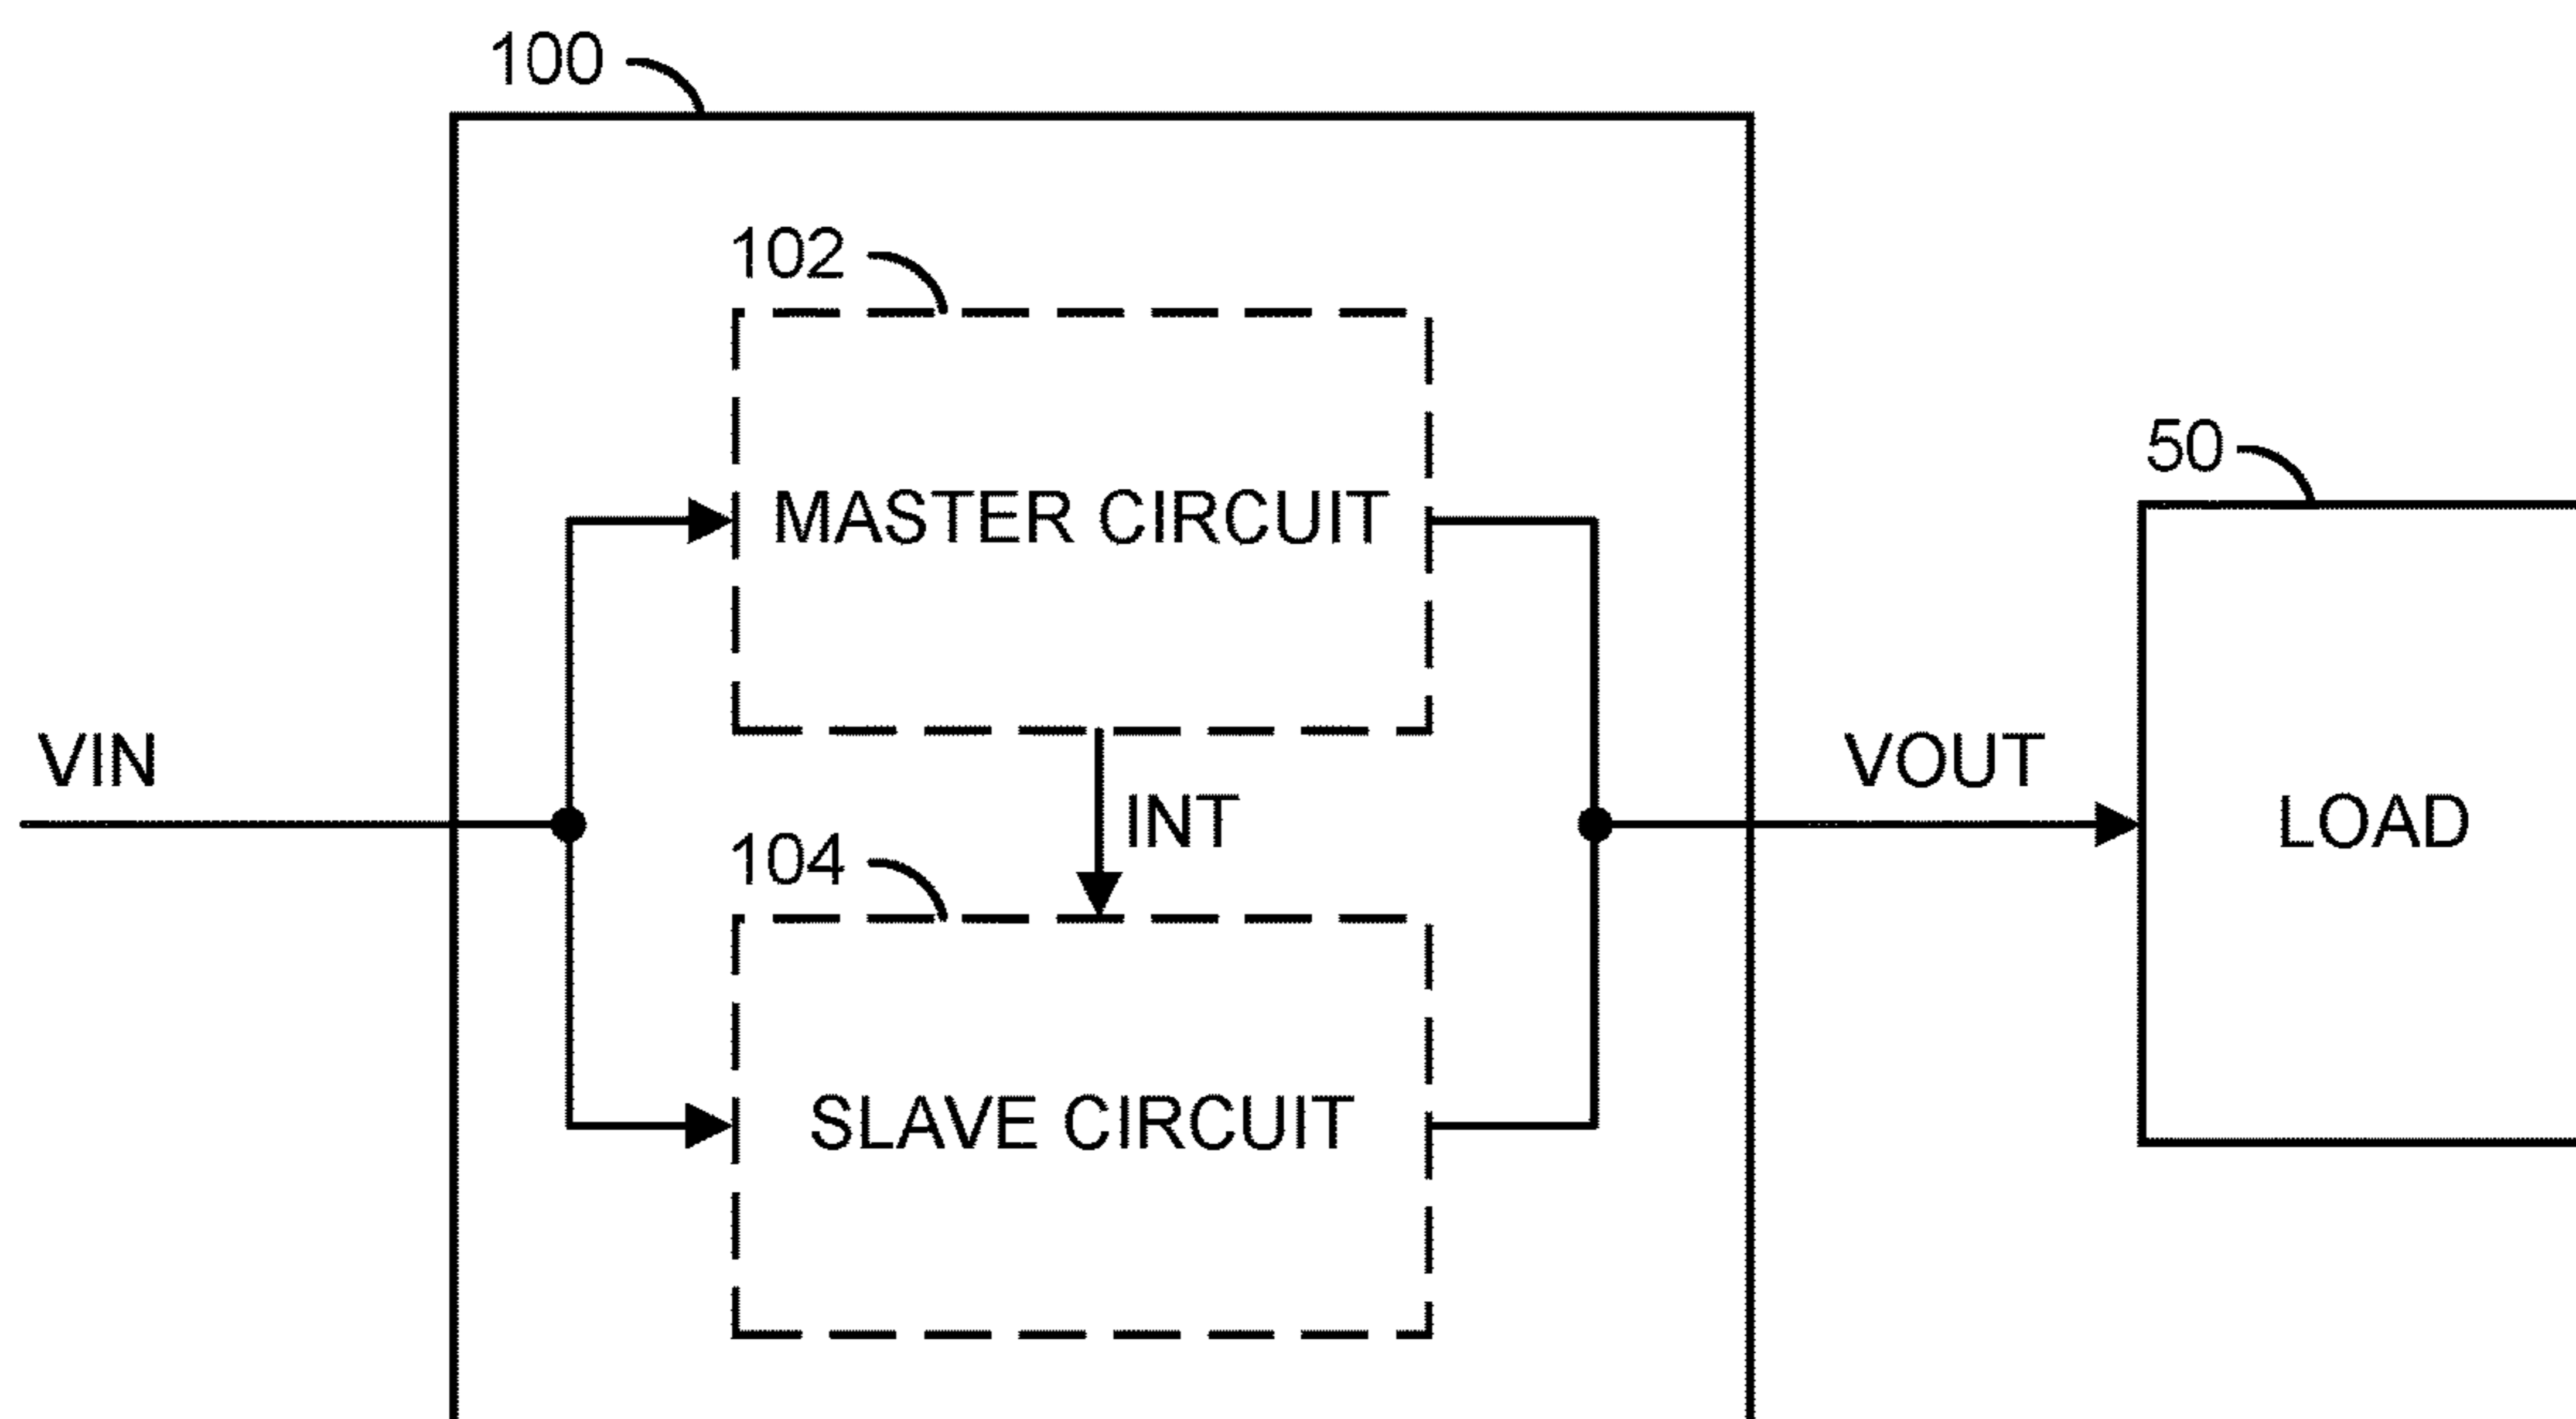 100
102
MASTER CIRCUIT
50
VIN
VOUT
INT
LOAD
104
SLAVE CIRCUIT